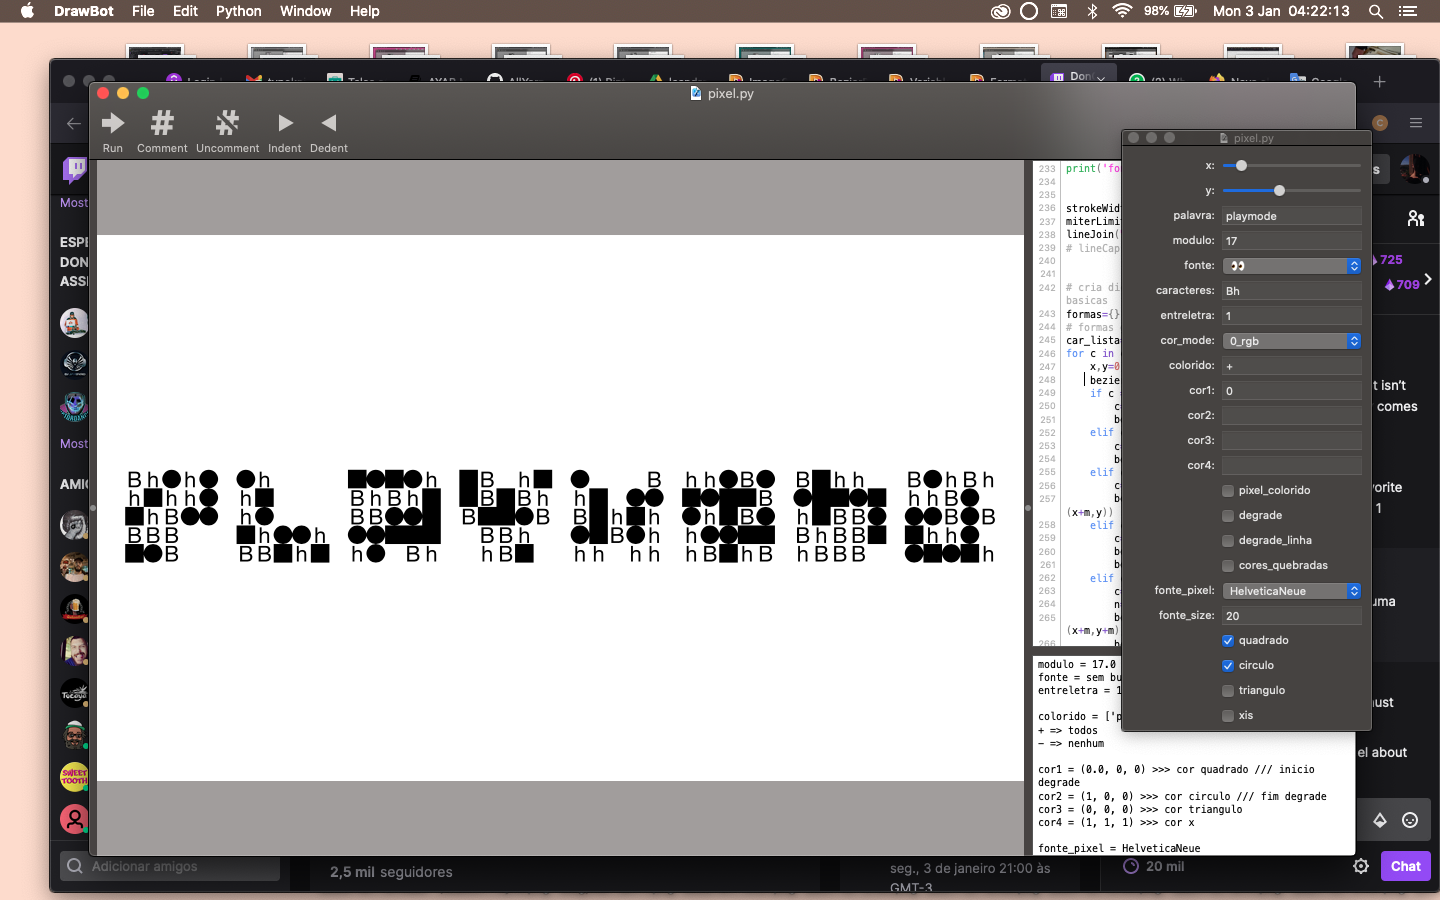 DrawBot File Edit Python Window Help
98% Mon 3 Jan 04:22:13
pixel.py
Run Comment Uncomment Indent Dedent
pixel.py
x:
y:
palavra: playmode
modulo: 17
fonte: 👀
caracteres: Bh
entreletra: 1
cor_mode: 0_rgb
colorido: +
cor1: 0
cor2:
cor3:
cor4:
pixel_colorido
degrade
degrade_linha
cores_quebradas
fonte_pixel: HelveticaNeue
fonte_size: 20
quadrado
circulo
triangulo
xis
233 print('fo
234
235
236 strokeWid
237 miterLimi
238 lineJoin(
239 # lineCap
240
241
242 # cria di
basicas
243 formas={}
244 # formas
245 car_lista
246 for c in
247 x,y=0
248 bezie
249 if c
250 c
251 b
252 elif
253 c
254 b
255 elif
256 c
257 b
(x+m,y))
258 elif
259 c
260 b
261 b
262 elif
263 c
264 n
265 b
(x+m,y+m)
266
modulo = 17.0
fonte = sem bu
entreletra = 1
colorido = ['p
+ => todos
− => nenhum
cor1 = (0.0, 0, 0) >>> cor quadrado /// inicio
degrade
cor2 = (1, 0, 0) >>> cor circulo /// fim degrade
cor3 = (0, 0, 0) >>> cor triangulo
cor4 = (1, 1, 1) >>> cor x
fonte_pixel = HelveticaNeue
Most
ESPE
DON
ASSI
Most
AMIG
Adicionar amigos
2,5 mil seguidores
seg., 3 de janeiro 21:00 às
GMT-3
20 mil
Chat
725
709
t isn't
comes
vorite
1
uma
ust
el about